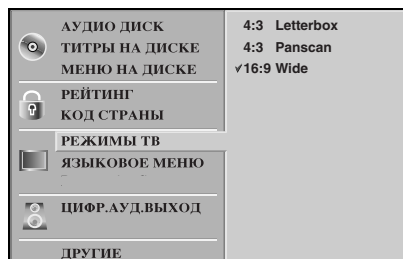 АУДИО ДИСК
ТИТРЫ НА ДИСКЕ
МЕНЮ НА ДИСКЕ
РЕЙТИНГ
КОД СТРАНЫ
РЕЖИМЫ ТВ
ЯЗЫКОВОЕ МЕНЮ
ЦИФР.АУД.ВЫХОД
ДРУГИЕ
4:3 Letterbox
4:3 Panscan
✓16:9 Wide